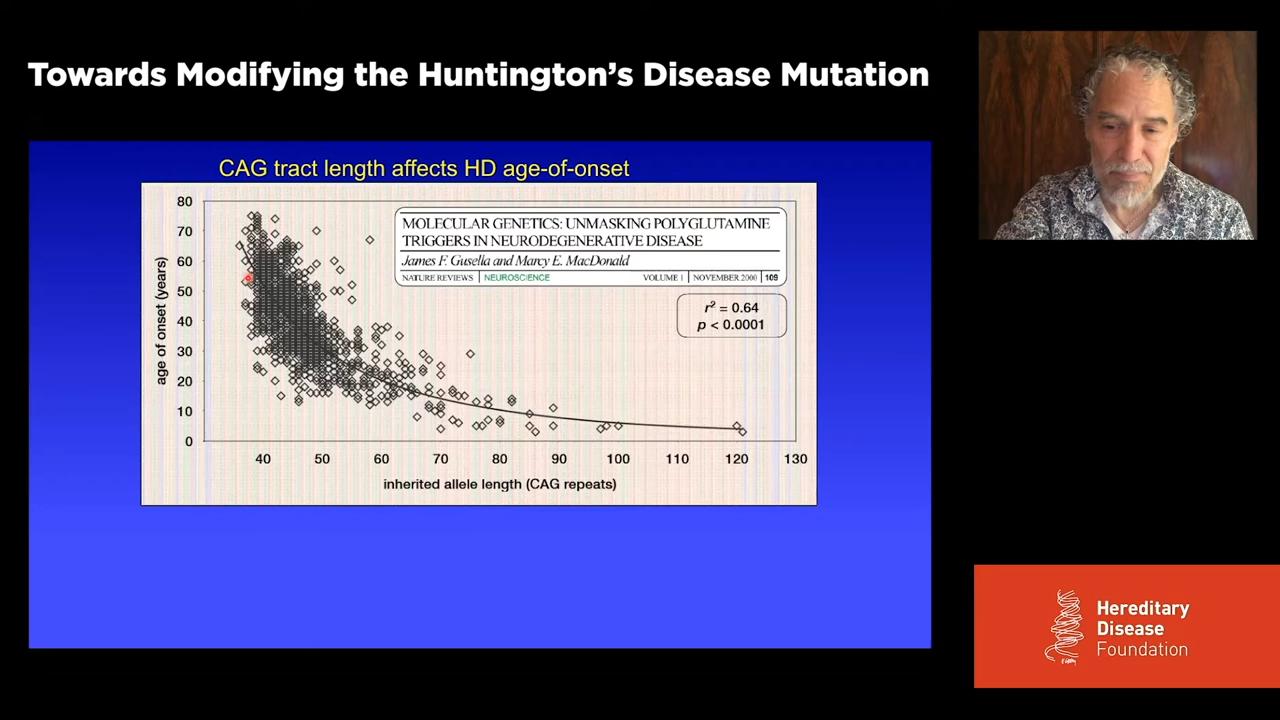 Towards Modifying the Huntington's Disease Mutation
CAG tract length affects HD age-of-onset
MOLECULAR GENETICS: UNMASKING POLYGLUTAMINE
TRIGGERS IN NEURODEGENERATIVE DISEASE
James F. Gusella and Marcy E. MacDonald
NATURE REVIEWS | NEUROSCIENCE VOLUME 1 | NOVEMBER 2000 | 109
r² = 0.64
p < 0.0001
age of onset (years)
80
70
60
50
40
30
20
10
0
40 50 60 70 80 90 100 110 120 130
inherited allele length (CAG repeats)
Hereditary
Disease
Foundation